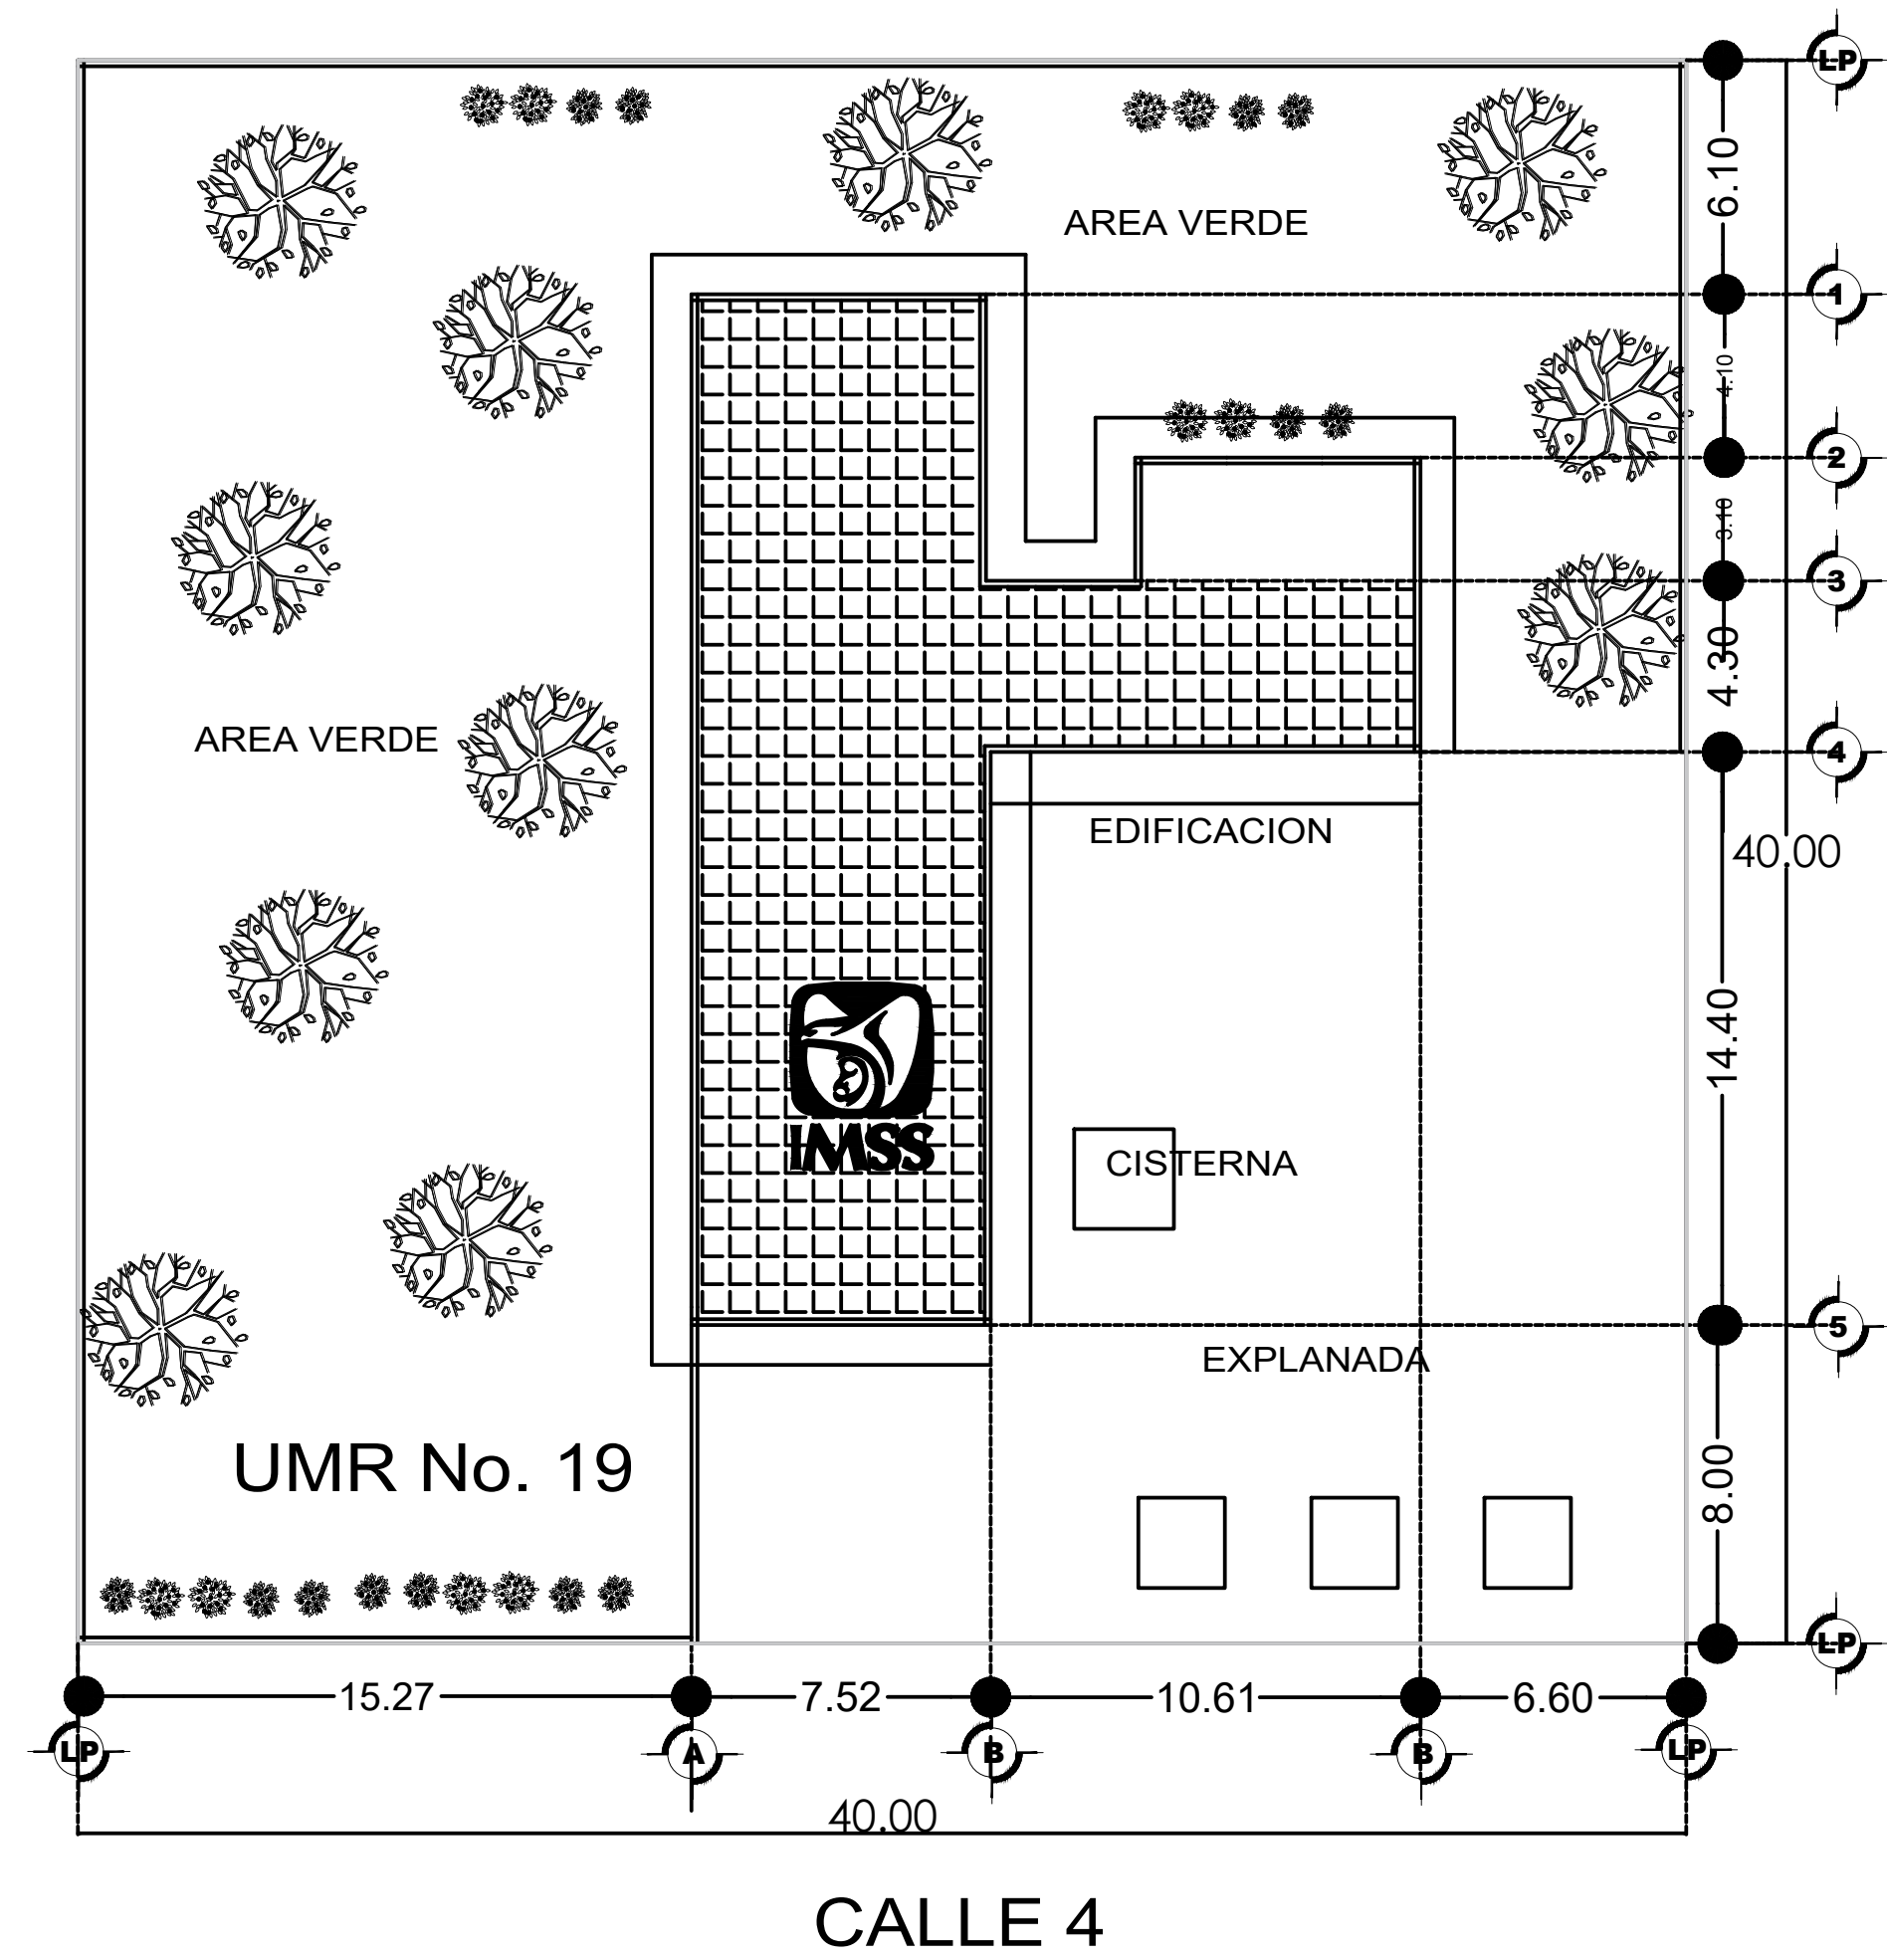 LP
6.10
AREA VERDE
1
4.10
2
3.10
3
4.30
AREA VERDE
4
EDIFICACION
40.00
14.40
IMSS
CISTERNA
5
EXPLANADA
UMR No. 19
8.00
LP
15.27
7.52
10.61
6.60
LP
A
B
B
LP
40.00
CALLE 4